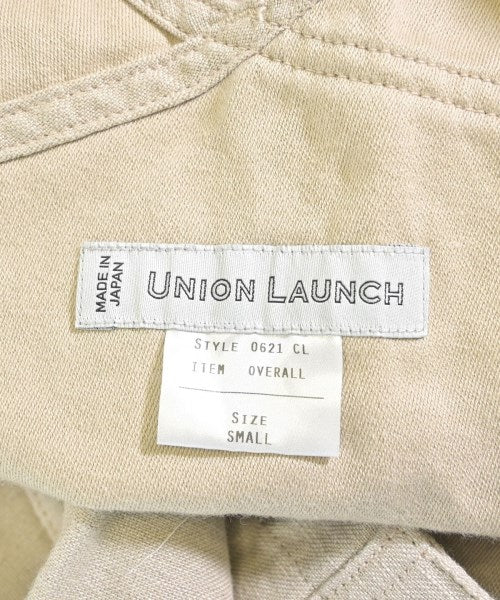 MADE IN
JAPAN
UNION LAUNCH
STYLE 0621 CL
ITEM OVERALL
SIZE
SMALL